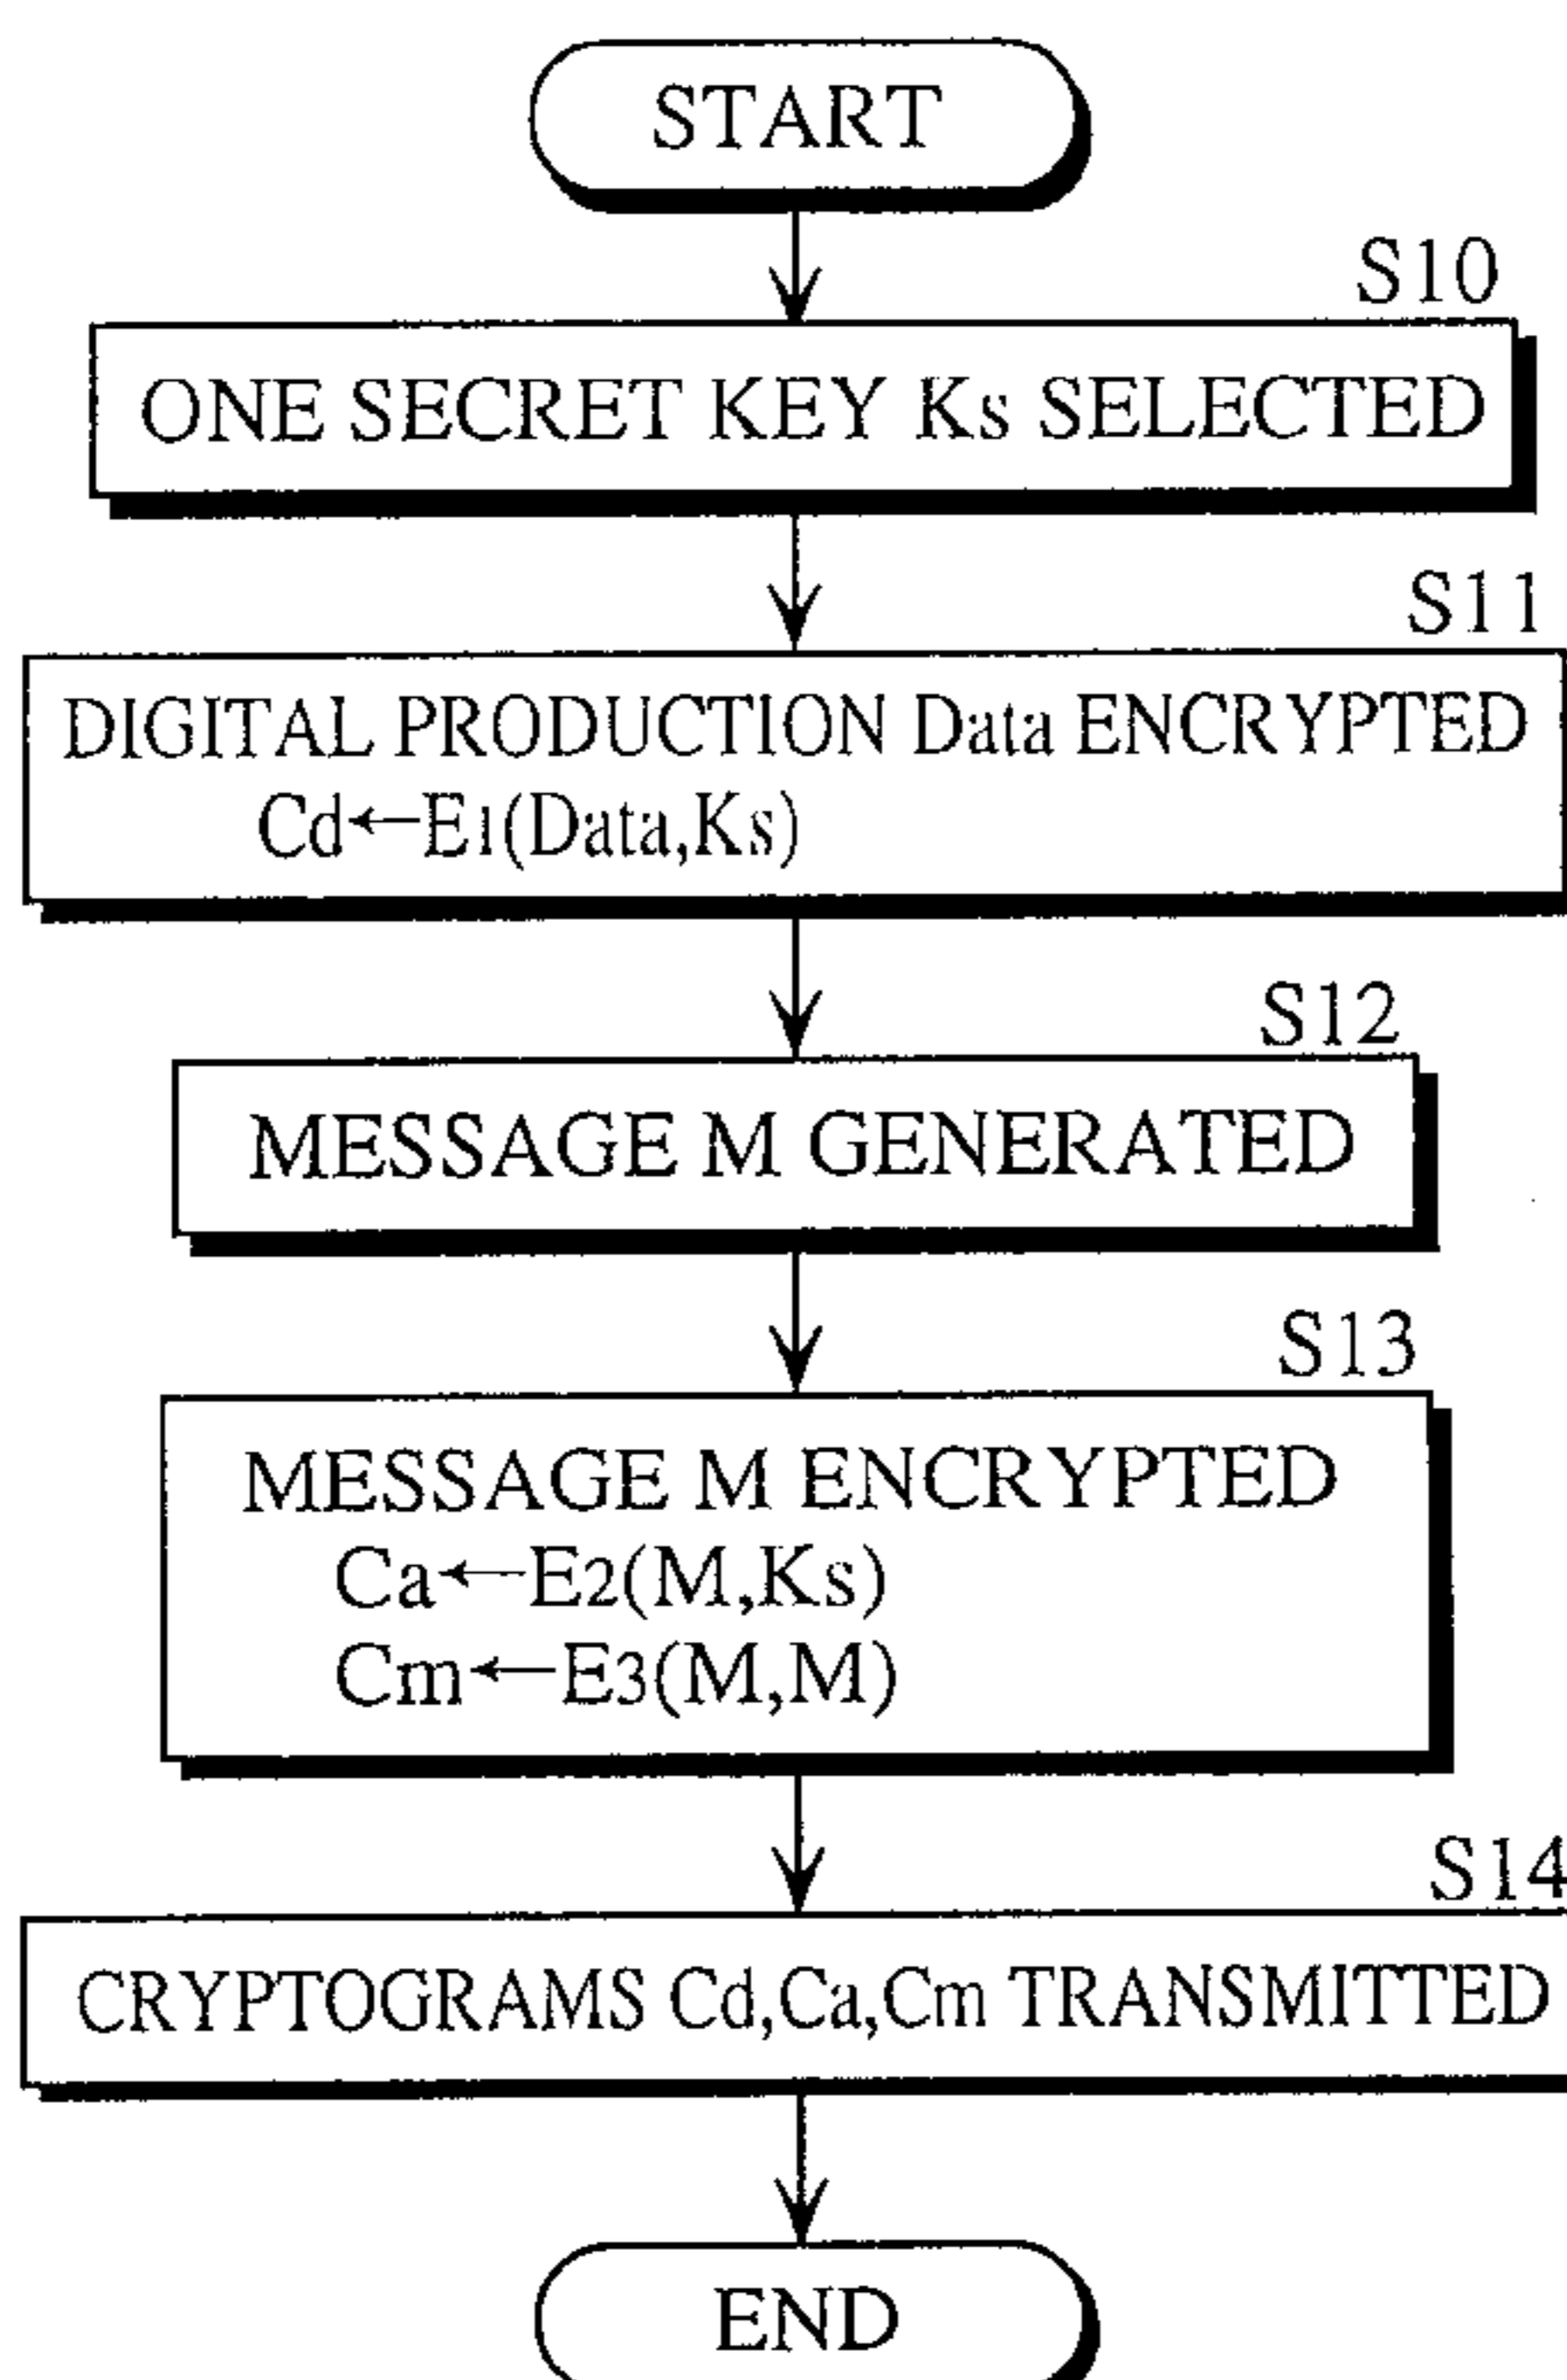 START
S10
ONE SECRET KEY Ks SELECTED
S11
DIGITAL PRODUCTION Data ENCRYPTED
Cd←E1(Data,Ks)
S12
MESSAGE M GENERATED
S13
MESSAGE M ENCRYPTED
Ca←E2(M,Ks)
Cm←E3(M,M)
S14
CRYPTOGRAMS Cd,Ca,Cm TRANSMITTED
END